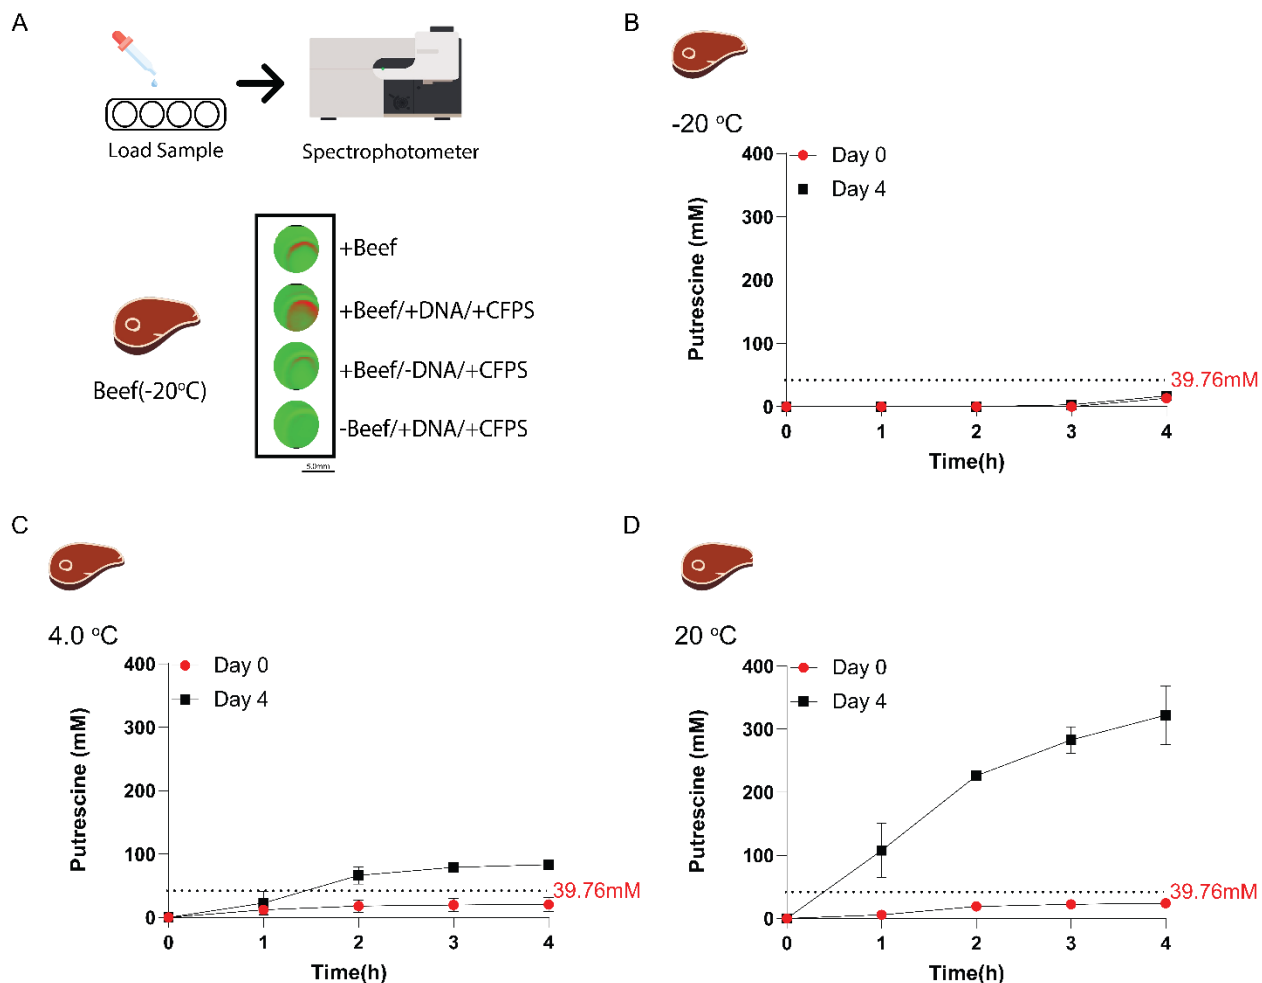 A
Load Sample
Spectrophotometer
+Beef
+Beef/+DNA/+CFPS
+Beef/-DNA/+CFPS
-Beef/+DNA/+CFPS
Beef(-20°C)
5.0mm
B
-20 °C
Day 0
Day 4
Putrescine (mM)
400
300
200
100
0
39.76mM
0 1 2 3 4
Time(h)
C
4.0 °C
Day 0
Day 4
Putrescine (mM)
400
300
200
100
0
39.76mM
0 1 2 3 4
Time(h)
D
20 °C
Day 0
Day 4
Putrescine (mM)
400
300
200
100
0
39.76mM
0 1 2 3 4
Time(h)